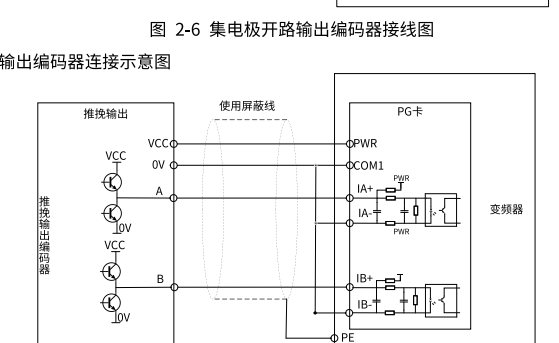 图 2-6 集电极开路输出编码器接线图
输出编码器连接示意图
推挽输出
使用屏蔽线
PG卡
VCC
PWR
VCC
0V
COM1
A
IA+
PWR
IA-
变频器
推挽输出编码器
0V
PWR
VCC
B
IB+
IB-
0V
PE